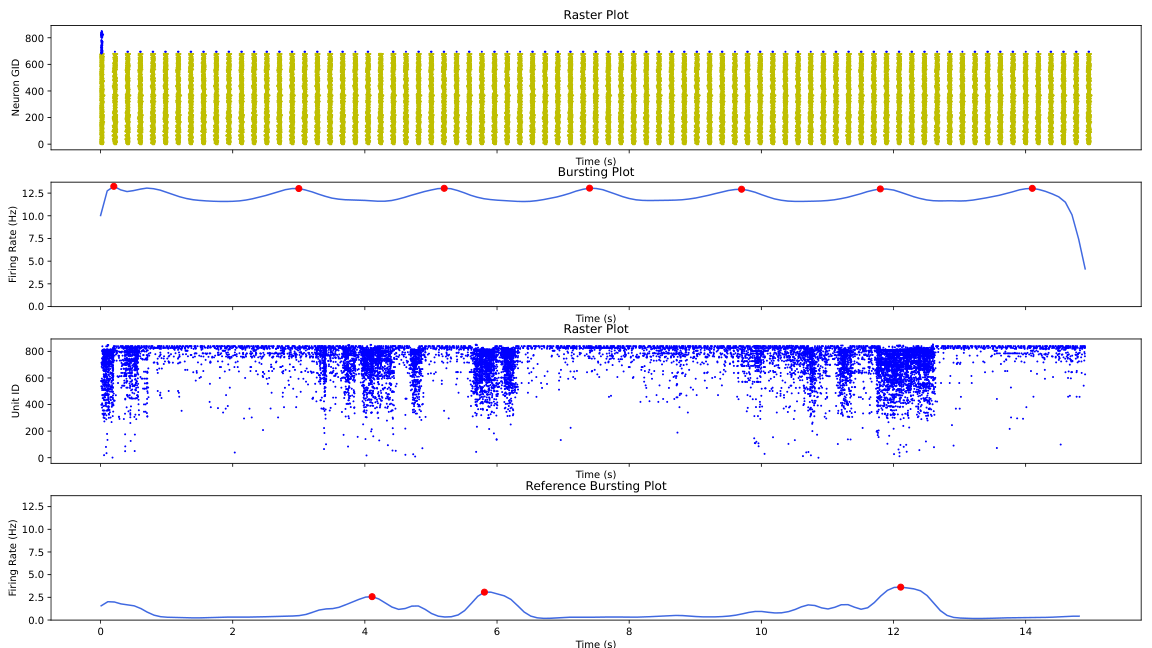 Raster Plot
800
600
400
200
0
Neuron GID
Time (s)
Bursting Plot
12.5
10.0
7.5
5.0
2.5
0.0
Firing Rate (Hz)
Time (s)
Raster Plot
800
600
400
200
0
Unit ID
Time (s)
Reference Bursting Plot
12.5
10.0
7.5
5.0
2.5
0.0
Firing Rate (Hz)
0 2 4 6 8 10 12 14
Time (s)